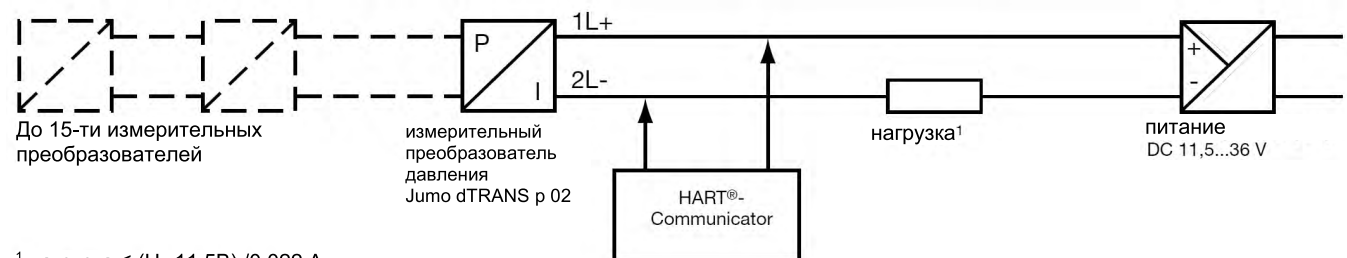 1L+
P
+
I
2L-
-
До 15-ти измерительных
преобразователей
измерительный
преобразователь
давления
Jumo dTRANS p 02
нагрузка¹
питание
DC 11,5...36 V
HART®-
Communicator